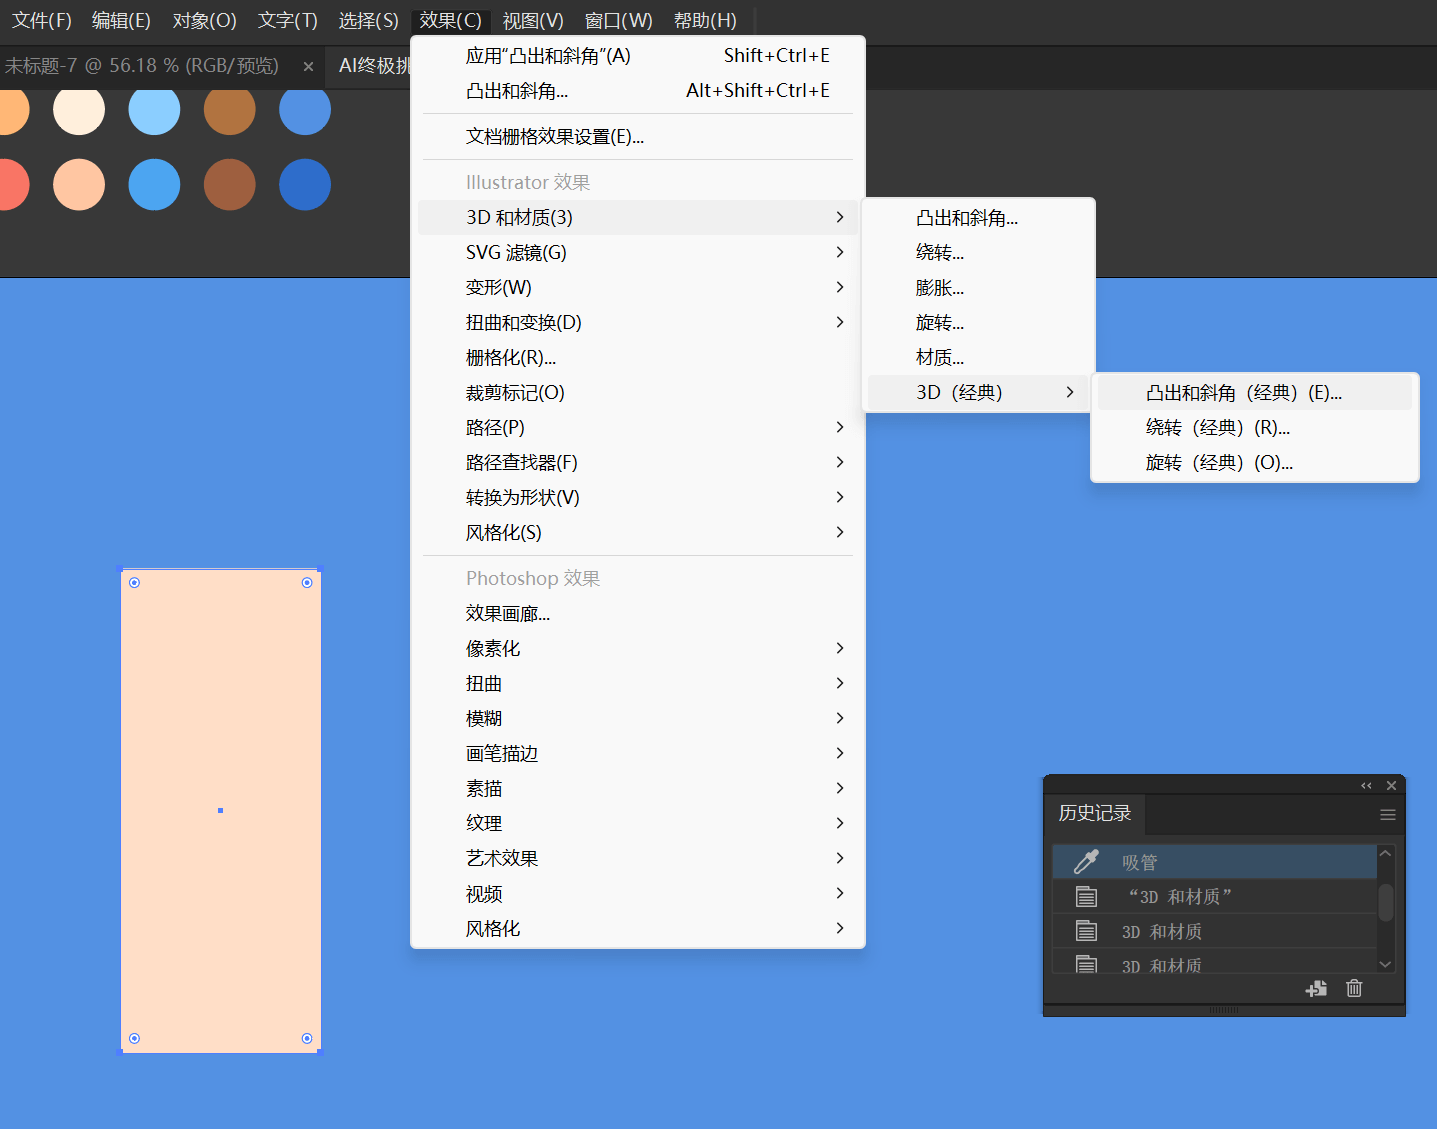 文件(F) 编辑(E) 对象(O) 文字(T) 选择(S) 效果(C) 视图(V) 窗口(W) 帮助(H)
未标题-7 @ 56.18 % (RGB/预览) × AI终极挑
应用“凸出和斜角”(A) Shift+Ctrl+E
凸出和斜角... Alt+Shift+Ctrl+E
文档栅格效果设置(E)...
Illustrator 效果
3D 和材质(3)
SVG 滤镜(G)
变形(W)
扭曲和变换(D)
栅格化(R)...
裁剪标记(O)
路径(P)
路径查找器(F)
转换为形状(V)
风格化(S)
Photoshop 效果
效果画廊...
像素化
扭曲
模糊
画笔描边
素描
纹理
艺术效果
视频
风格化
凸出和斜角...
绕转...
膨胀...
旋转...
材质...
3D（经典）
凸出和斜角（经典）(E)...
绕转（经典）(R)...
旋转（经典）(O)...
历史记录
吸管
“3D 和材质”
3D 和材质
3D 和材质